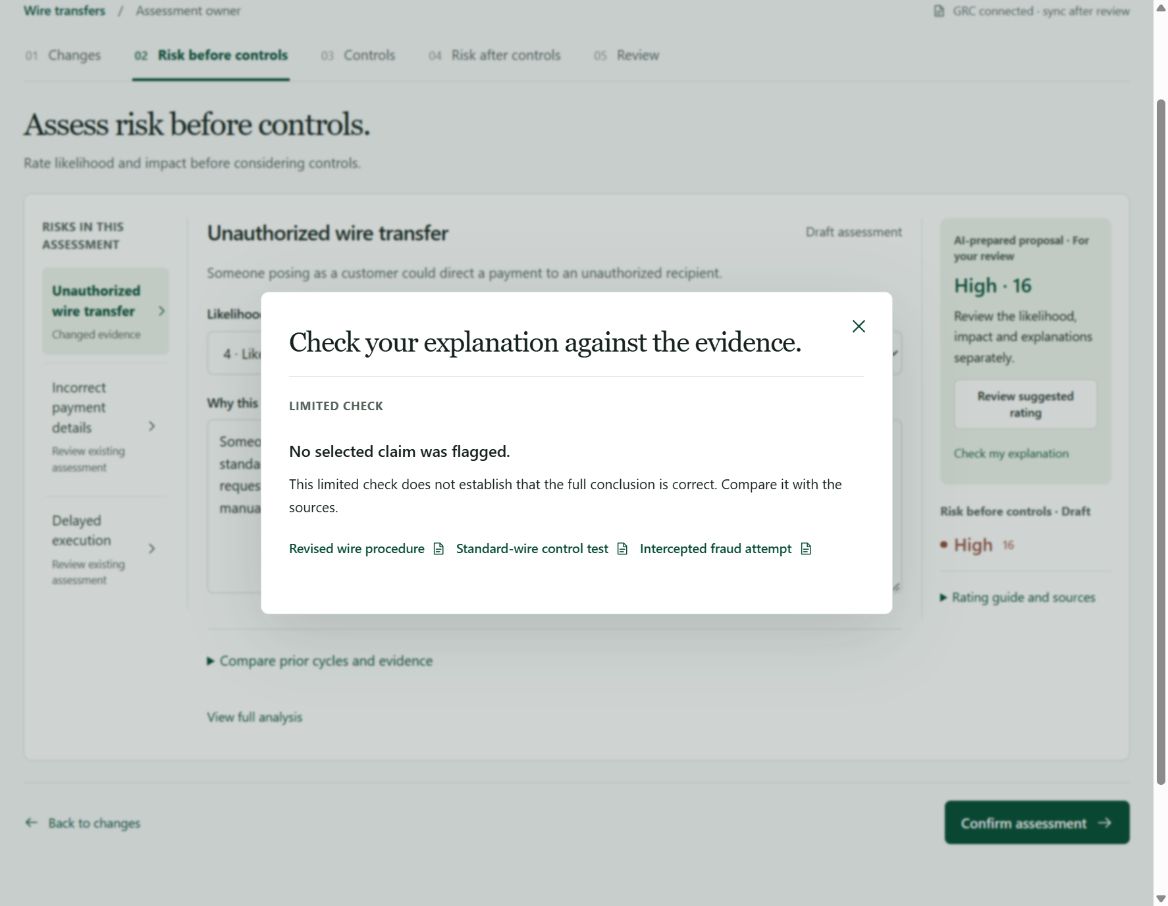 Wire transfers / Assessment owner
GRC connected · sync after review
01 Changes
02 Risk before controls
03 Controls
04 Risk after controls
05 Review
Assess risk before controls.
Rate likelihood and impact before considering controls.
RISKS IN THIS
ASSESSMENT
Unauthorized
wire transfer
Changed evidence
Incorrect
payment
details
Review existing
assessment
Delayed
execution
Review existing
assessment
Unauthorized wire transfer
Draft assessment
Someone posing as a customer could direct a payment to an unauthorized recipient.
4 ·
Why this
Check your explanation against the evidence.
LIMITED CHECK
No selected claim was flagged.
This limited check does not establish that the full conclusion is correct. Compare it with the
sources.
Revised wire procedure
Standard-wire control test
Intercepted fraud attempt
Compare prior cycles and evidence
View full analysis
AI-prepared proposal · For
your review
High · 16
Review the likelihood,
impact and explanations
separately.
Review suggested
rating
Check my explanation
Risk before controls · Draft
High 16
Rating guide and sources
Back to changes
Confirm assessment